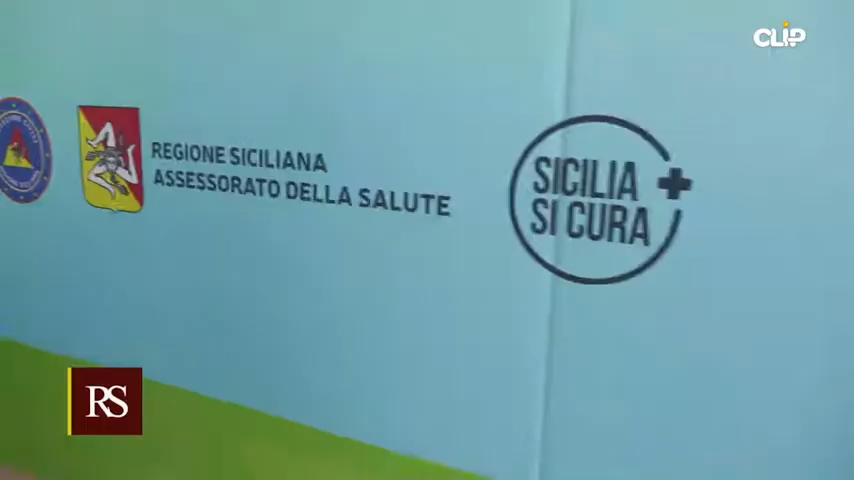 CLIP
REGIONE SICILIANA
ASSESSORATO DELLA SALUTE
SICILIA
SI CURA
RS